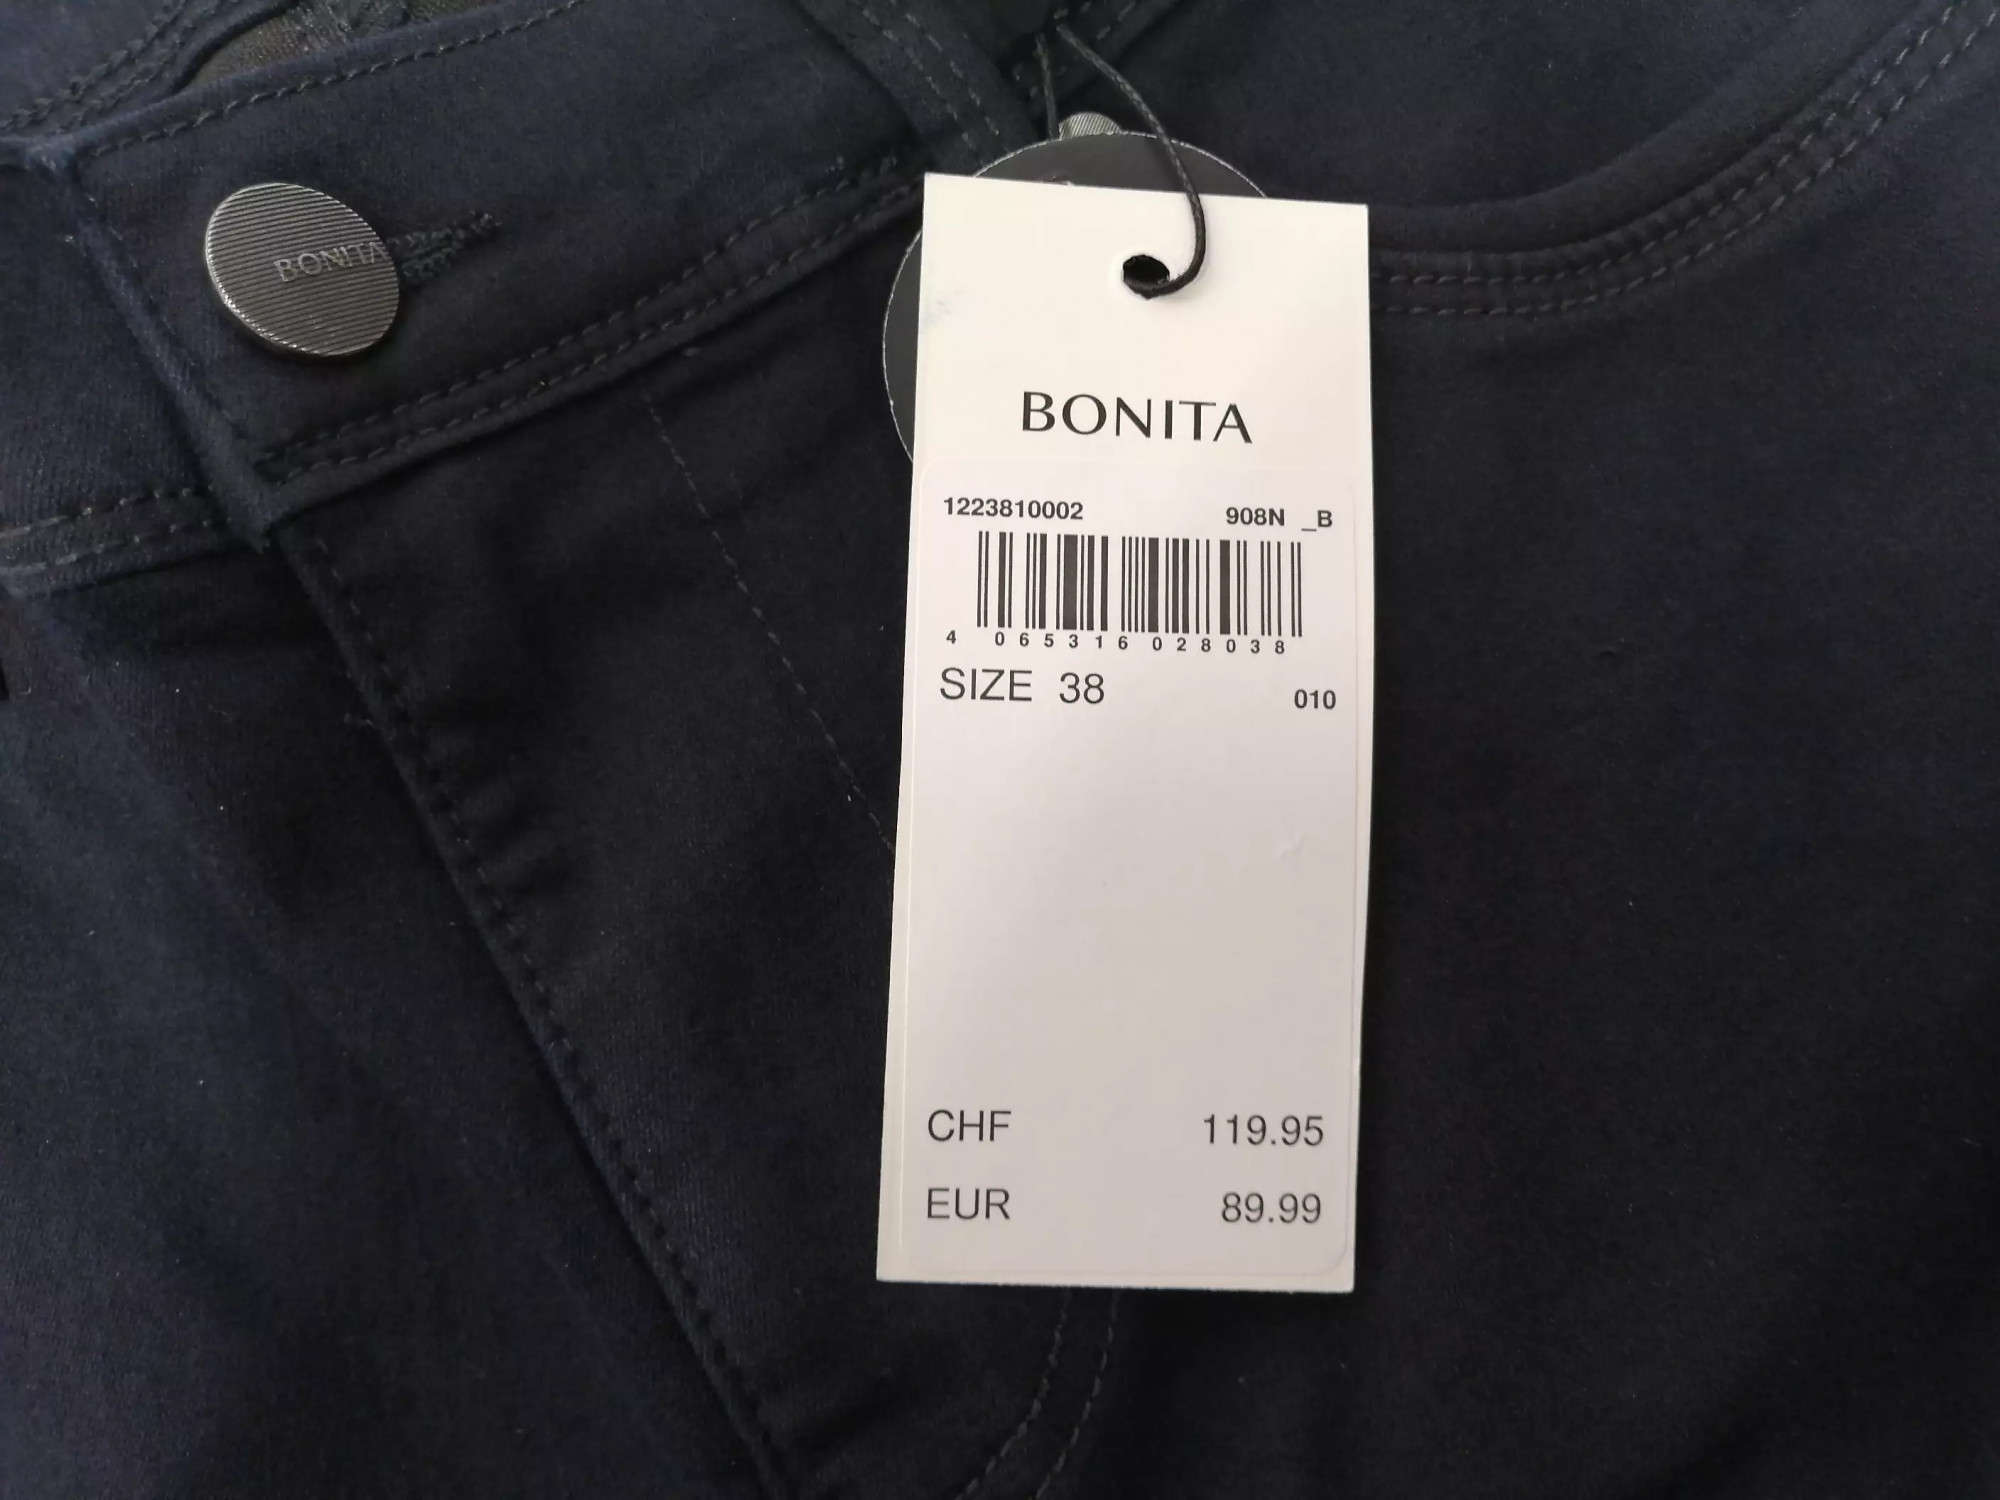 BONITA
BONITA
1223810002 908N _B
4 065316 028038
SIZE 38 010
CHF 119.95
EUR 89.99